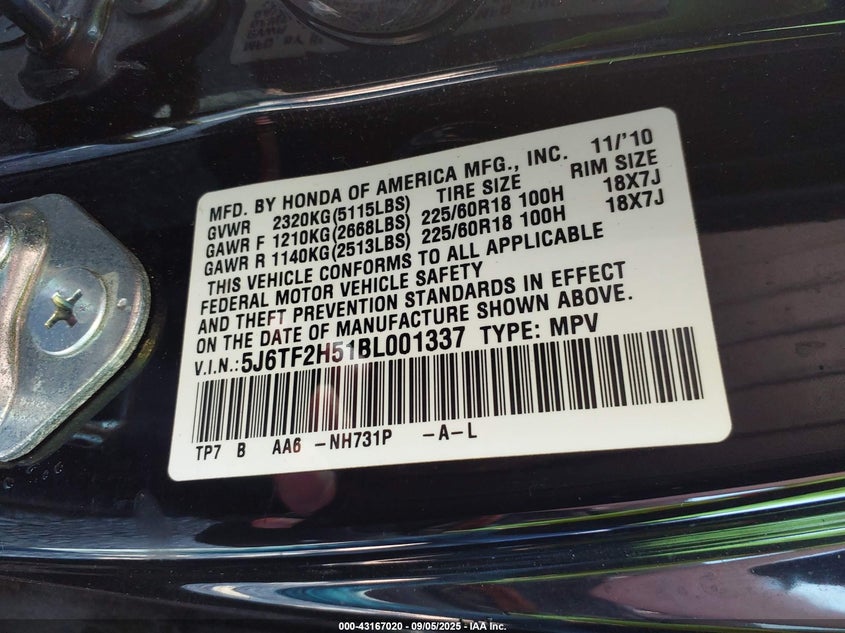 MFD. BY HONDA OF AMERICA MFG., INC. 11/'10
GVWR 2320KG(5115LBS) TIRE SIZE RIM SIZE
GAWR F 1210KG(2668LBS) 225/60R18 100H 18X7J
GAWR R 1140KG(2513LBS) 225/60R18 100H 18X7J
THIS VEHICLE CONFORMS TO ALL APPLICABLE
FEDERAL MOTOR VEHICLE SAFETY
AND THEFT PREVENTION STANDARDS IN EFFECT
ON THE DATE OF MANUFACTURE SHOWN ABOVE.
V.I.N.: 5J6TF2H51BL001337 TYPE: MPV
TP7 B AA6 -NH731P -A-L
000-43167020 - 09/05/2025 - IAA Inc.